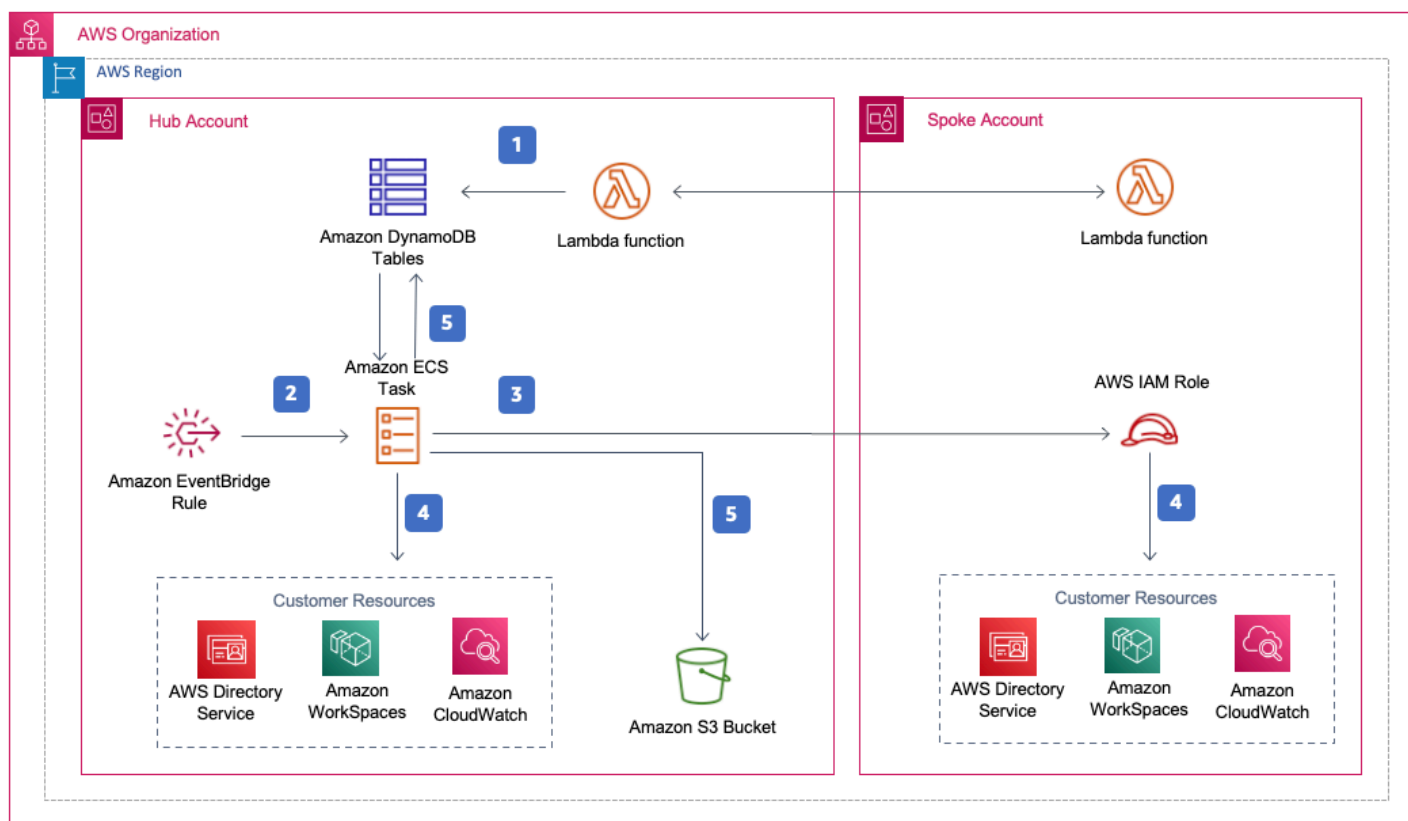 AWS Organization
AWS Region
Hub Account
Spoke Account
1
Amazon DynamoDB
Tables
Lambda function
Lambda function
5
Amazon ECS
Task
2
3
AWS IAM Role
Amazon EventBridge
Rule
4
5
4
Customer Resources
AWS Directory
Service
Amazon
WorkSpaces
Amazon
CloudWatch
Amazon S3 Bucket
Customer Resources
AWS Directory
Service
Amazon
WorkSpaces
Amazon
CloudWatch